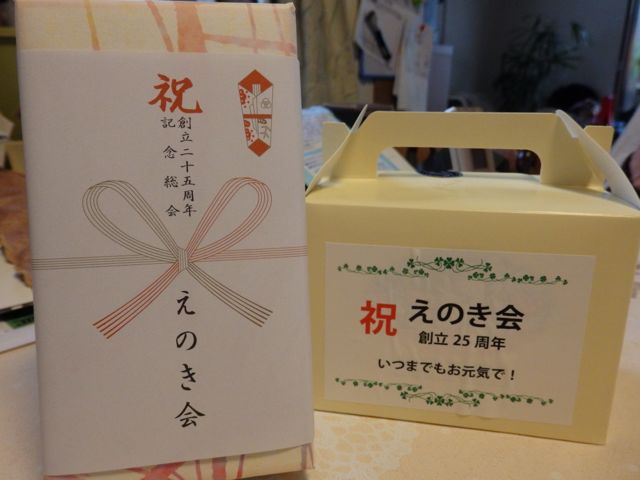 祝
創立二十五周年
記念総会
えのき会
祝 えのき会
創立 25 周年
いつまでもお元気で！